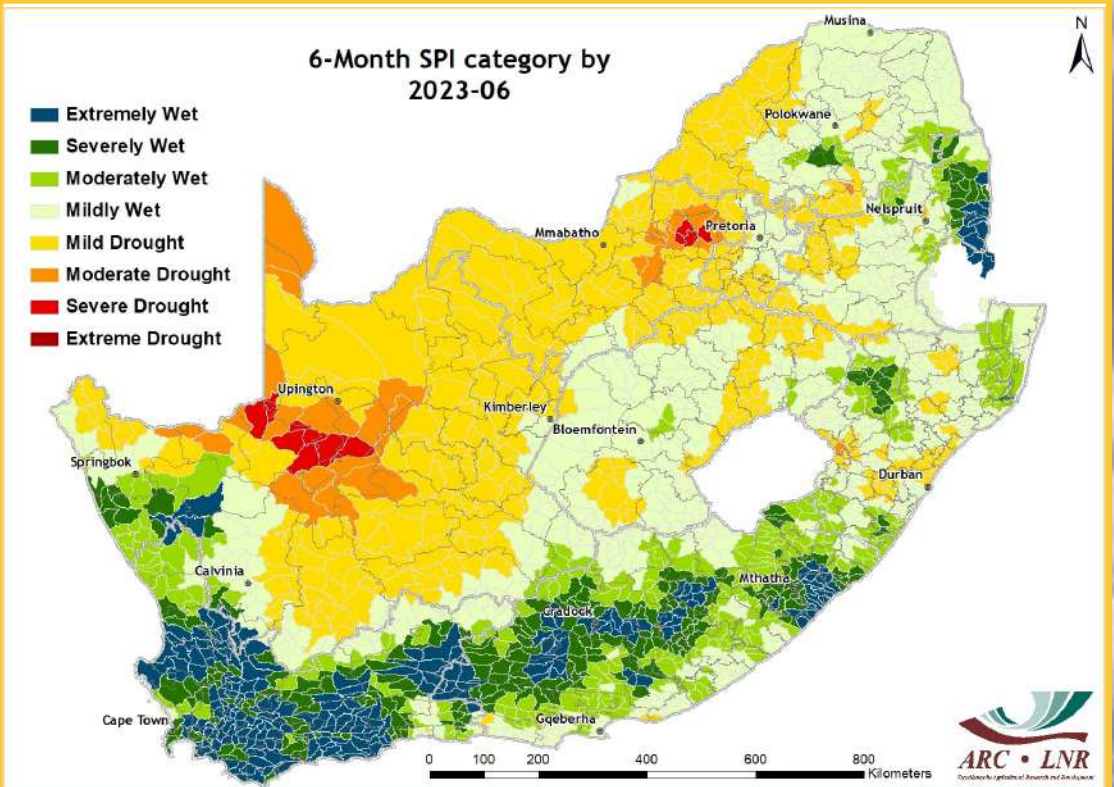 6-Month SPI category by
2023-06
N
Extremely Wet
Severely Wet
Moderately Wet
Mildly Wet
Mild Drought
Moderate Drought
Severe Drought
Extreme Drought
Musina
Polokwane
Nelspruit
Pretoria
Mmabatho
Upington
Kimberley
Bloemfontein
Springbok
Durban
Calvinia
Mthatha
Cradock
Cape Town
Gqeberha
0 100 200 400 600 800
Kilometers
ARC • LNR